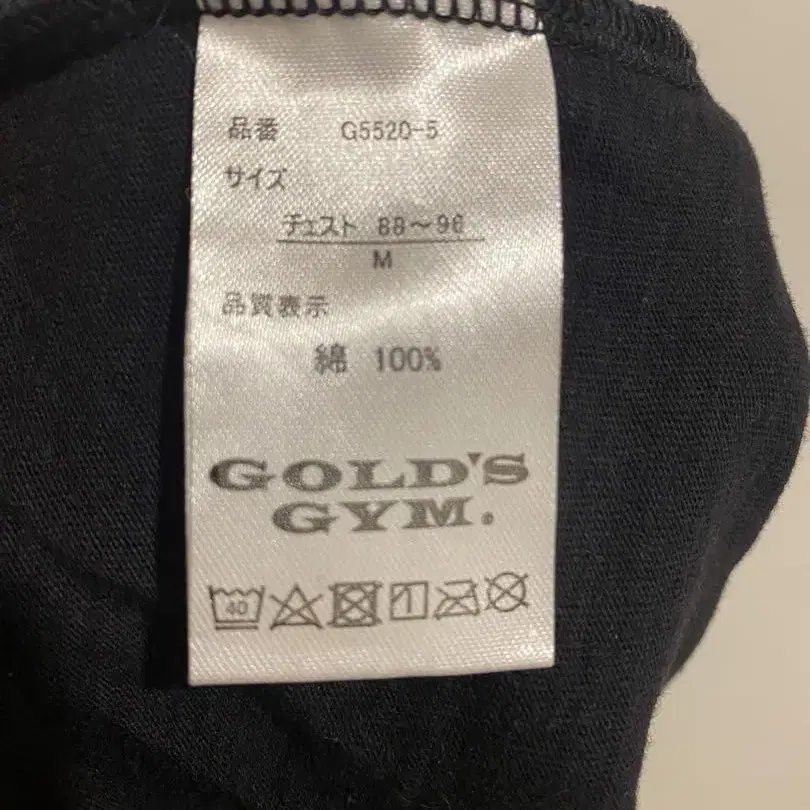 品番 G5520-5
サイズ
チェスト 88～96
M
品質表示
綿 100%
GOLD'S
GYM.
40